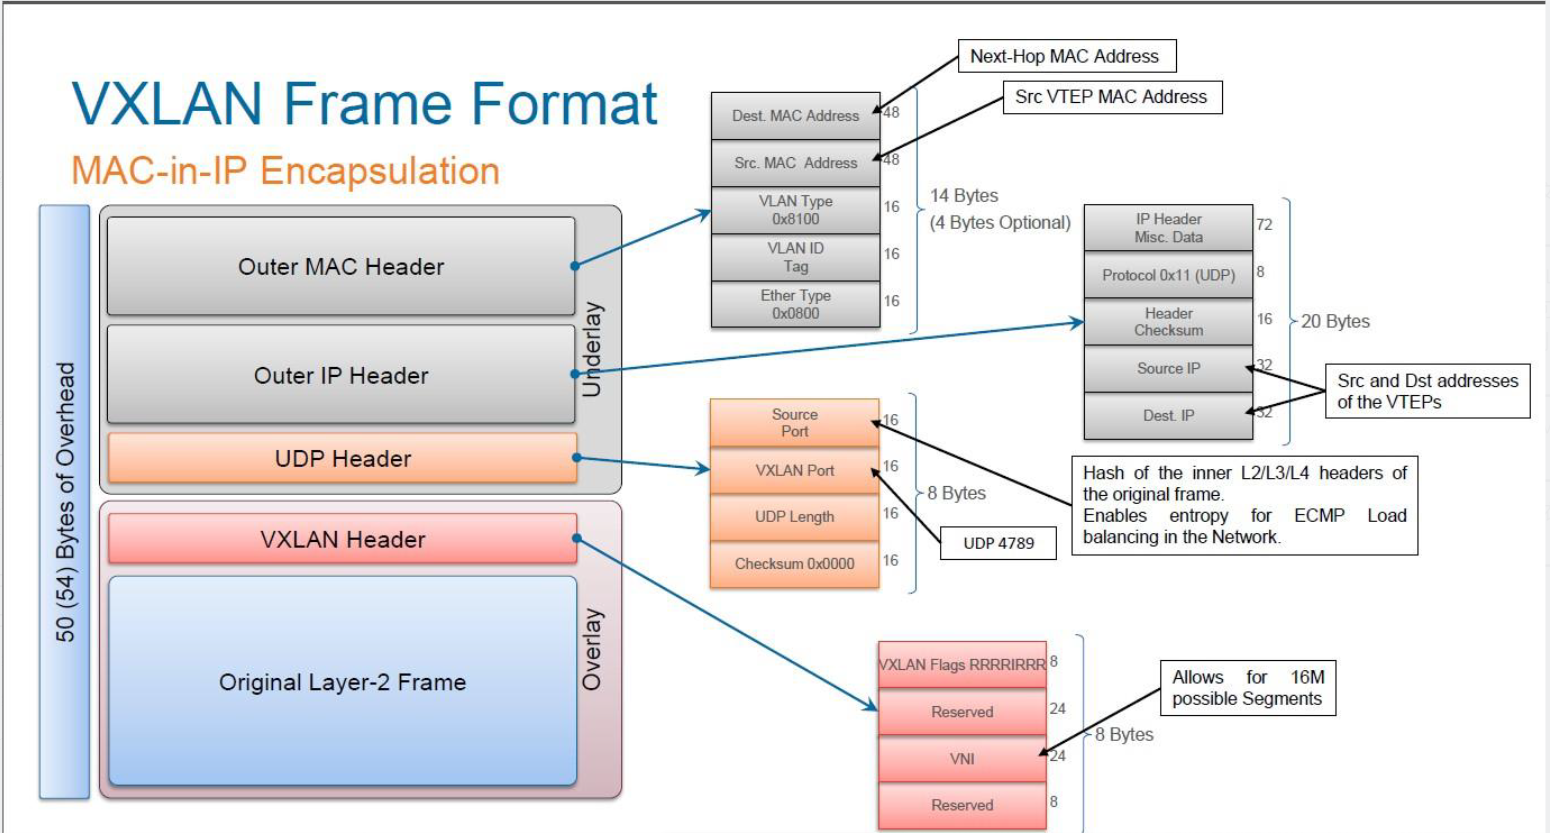 VXLAN Frame Format
MAC-in-IP Encapsulation
50 (54) Bytes of Overhead
Outer MAC Header
Outer IP Header
UDP Header
Underlay
VXLAN Header
Original Layer-2 Frame
Overlay
Next-Hop MAC Address
Src VTEP MAC Address
Dest. MAC Address
48
Src. MAC Address
48
VLAN Type
0x8100
16
VLAN ID
Tag
16
Ether Type
0x0800
16
14 Bytes
(4 Bytes Optional)
IP Header
Misc. Data
72
Protocol 0x11 (UDP)
8
Header
Checksum
16
Source IP
32
Dest. IP
32
20 Bytes
Src and Dst addresses
of the VTEPs
Source
Port
16
VXLAN Port
16
UDP Length
16
Checksum 0x0000
16
8 Bytes
UDP 4789
Hash of the inner L2/L3/L4 headers of
the original frame.
Enables entropy for ECMP Load
balancing in the Network.
VXLAN Flags RRRRIRRR
8
Reserved
24
VNI
24
Reserved
8
8 Bytes
Allows for 16M
possible Segments